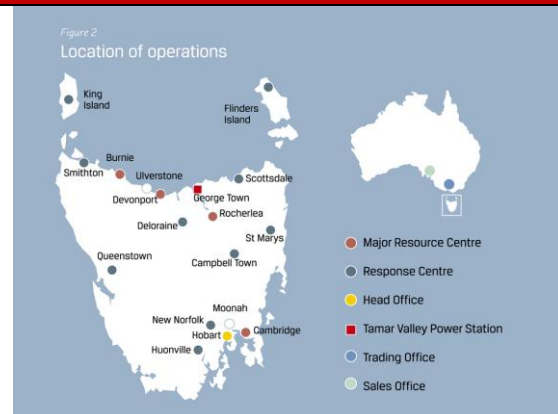 Figure 2
Location of operations
King
Island
Flinders
Island
Burnie
Smithton
Ulverstone
Scottsdale
Devonport
George Town
Rocherlea
Deloraine
St Marys
Queenstown
Campbell Town
Moonah
New Norfolk
Hobart
Cambridge
Huonville
Major Resource Centre
Response Centre
Head Office
Tamar Valley Power Station
Trading Office
Sales Office